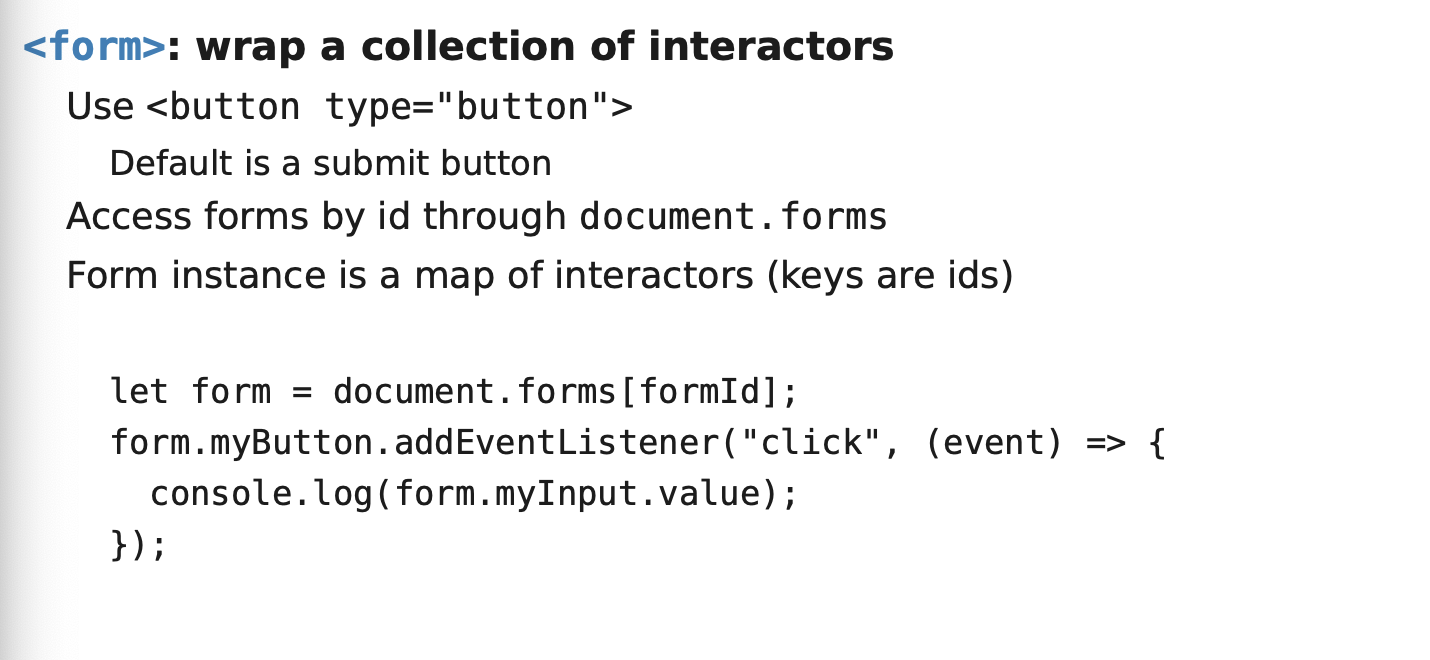 <form>: wrap a collection of interactors
Use <button type="button">
Default is a submit button
Access forms by id through document.forms
Form instance is a map of interactors (keys are ids)
let form = document.forms[formId];
form.myButton.addEventListener("click", (event) => {
  console.log(form.myInput.value);
});